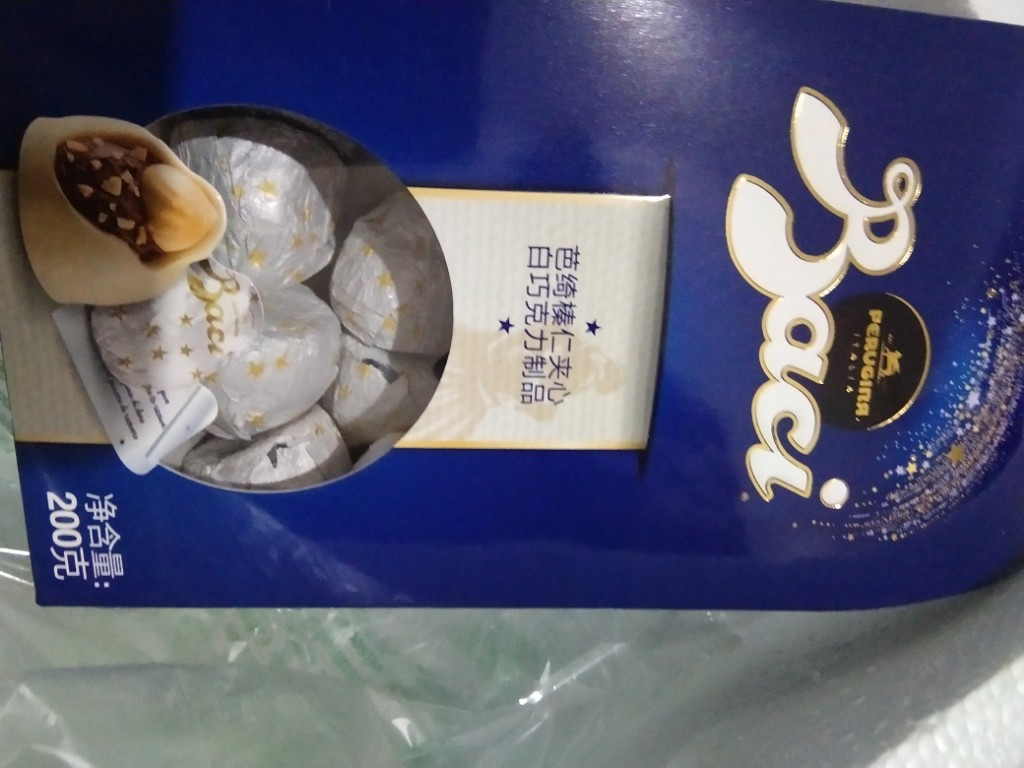 Baci
PERUGINA
ITALIA
芭绮榛仁夹心
白巧克力制品
Baci
净含量:
200克